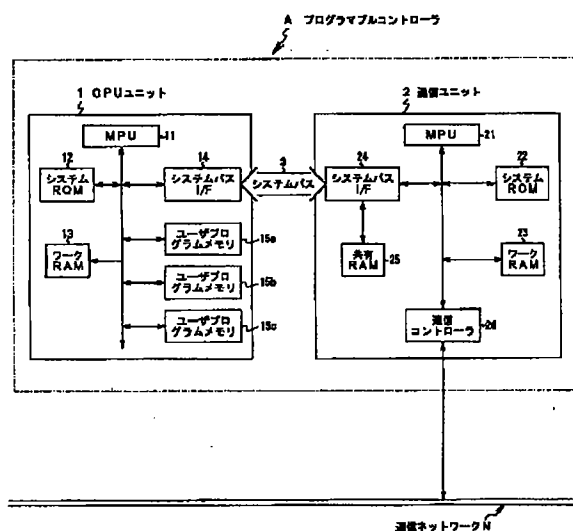 A プログラマブルコントローラ
1 CPUユニット
MPU
11
12
システム
ROM
14
システムバス
I/F
13
ワーク
RAM
ユーザプロ
グラムメモリ
15a
ユーザプロ
グラムメモリ
15b
ユーザプロ
グラムメモリ
15c
3
システムバス
2 通信ユニット
MPU
21
24
システムバス
I/F
22
システム
ROM
共有
RAM
25
23
ワーク
RAM
通信
コントローラ
26
通信ネットワークN